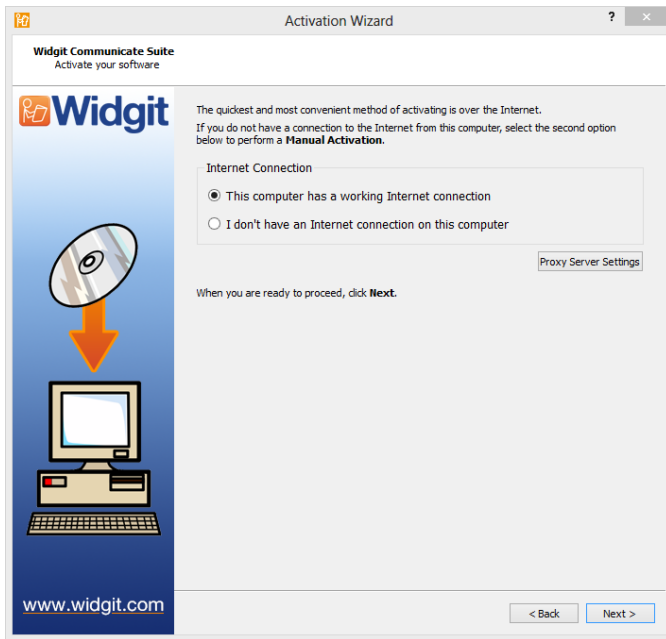 Activation Wizard
?
Widgit Communicate Suite
Activate your software
Widgit
The quickest and most convenient method of activating is over the Internet.
If you do not have a connection to the Internet from this computer, select the second option
below to perform a Manual Activation.
Internet Connection
This computer has a working Internet connection
I don't have an Internet connection on this computer
Proxy Server Settings
When you are ready to proceed, click Next.
www.widgit.com
< Back
Next >